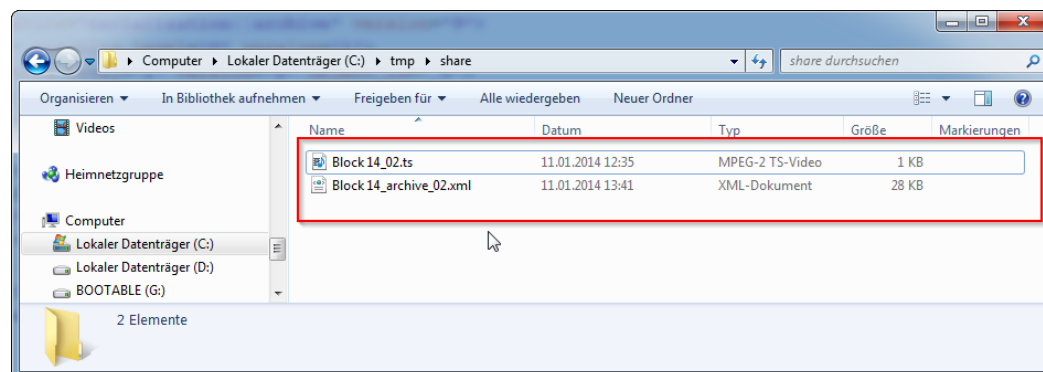 Computer ▸ Lokaler Datenträger (C:) ▸ tmp ▸ share
share durchsuchen
Organisieren In Bibliothek aufnehmen Freigeben für Alle wiedergeben Neuer Ordner
Videos
Heimnetzgruppe
Computer
Lokaler Datenträger (C:)
Lokaler Datenträger (D:)
BOOTABLE (G:)
Name Datum Typ Größe Markierungen
Block 14_02.ts 11.01.2014 12:35 MPEG-2 TS-Video 1 KB
Block 14_archive_02.xml 11.01.2014 13:41 XML-Dokument 28 KB
2 Elemente